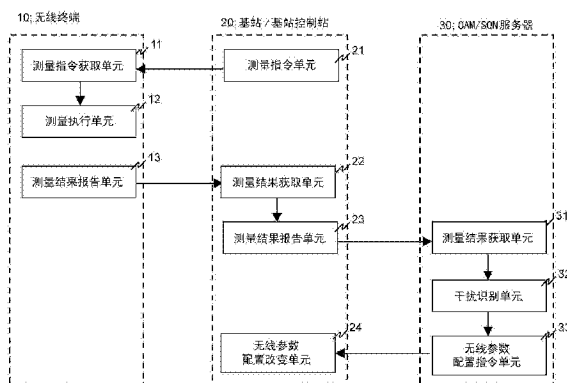 10;无线终端
20;基站/基站控制站
30;OAM/SON服务器
11
测量指令获取单元
21
测量指令单元
12
测量执行单元
13
测量结果报告单元
22
测量结果获取单元
23
测量结果报告单元
31
测量结果获取单元
32
干扰识别单元
24
无线参数
配置改变单元
33
无线参数
配置指令单元